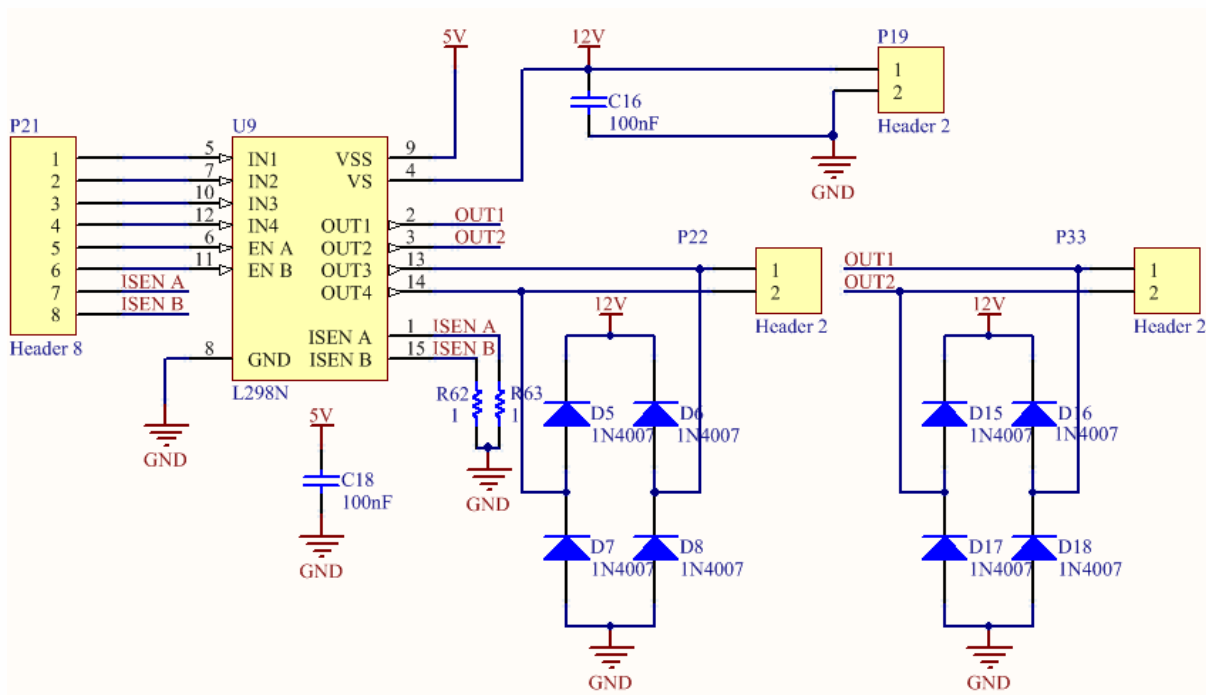 5V
12V
P19
1
2
Header 2
C16
100nF
GND
P21
1
2
3
4
5
6
7
8
ISEN A
ISEN B
Header 8
U9
5 IN1
7 IN2
10 IN3
12 IN4
6 EN A
11 EN B
8 GND
VSS 9
VS 4
OUT1 2 OUT1
OUT2 3 OUT2
OUT3 13
OUT4 14
ISEN A 1 ISEN A
ISEN B 15 ISEN B
L298N
GND
5V
C18
100nF
GND
R62
1
R63
1
GND
P22
1
2
Header 2
12V
D5
1N4007
D6
1N4007
D7
1N4007
D8
1N4007
GND
P33
OUT1
OUT2
1
2
Header 2
12V
D15
1N4007
D16
1N4007
D17
1N4007
D18
1N4007
GND